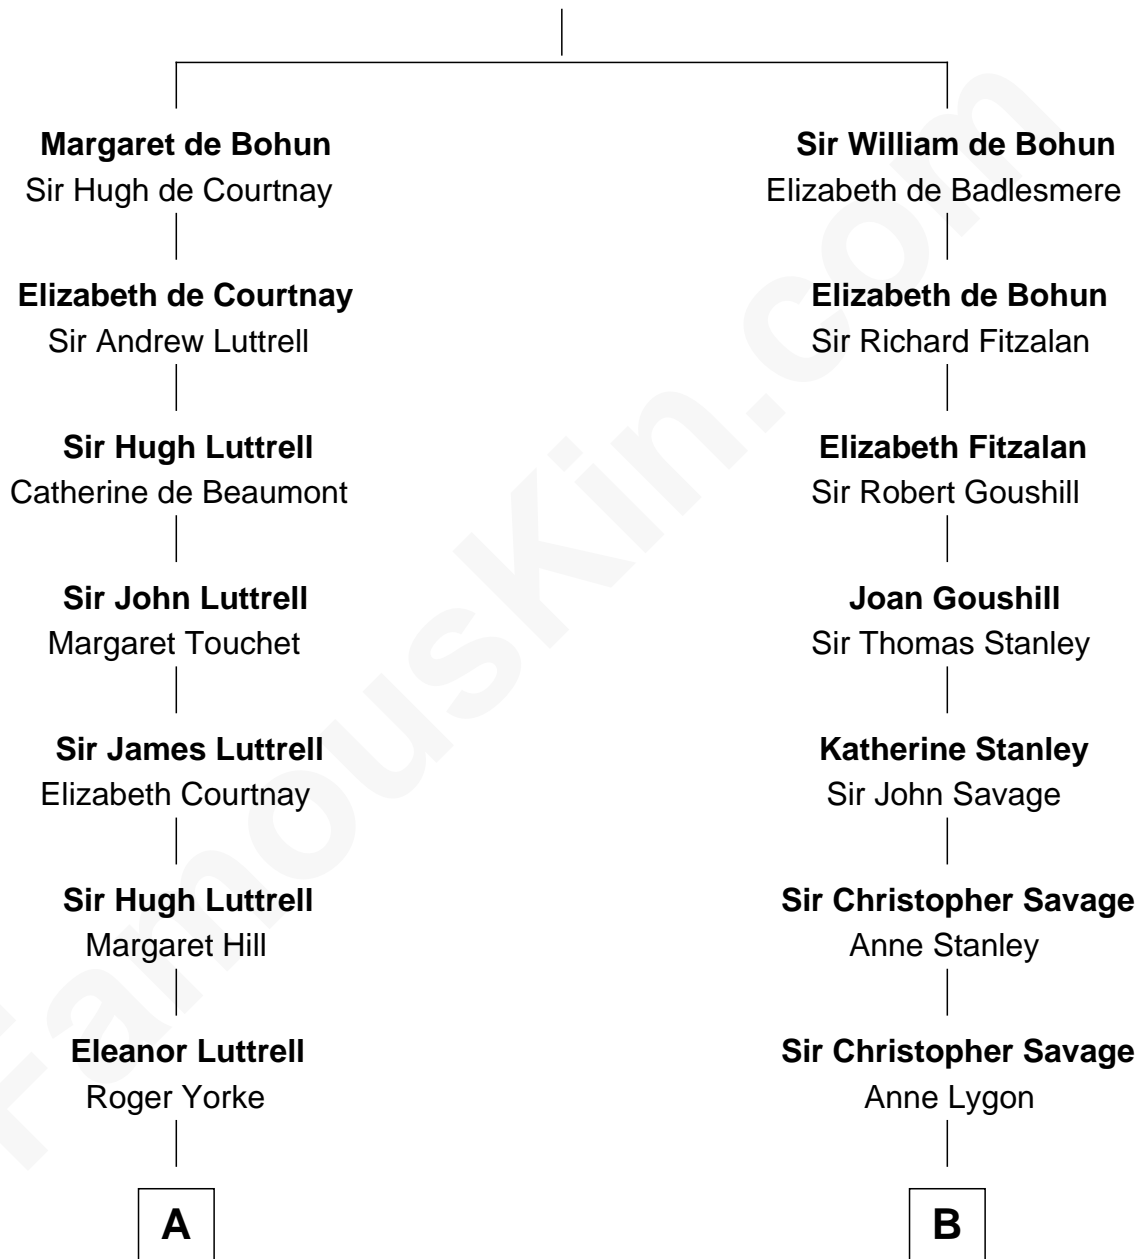 Margaret de Bohun
Sir Hugh de Courtnay
Elizabeth de Courtnay
Sir Andrew Luttrell
Sir Hugh Luttrell
Catherine de Beaumont
Sir John Luttrell
Margaret Touchet
Sir James Luttrell
Elizabeth Courtnay
Sir Hugh Luttrell
Margaret Hill
Eleanor Luttrell
Roger Yorke
A
Sir William de Bohun
Elizabeth de Badlesmere
Elizabeth de Bohun
Sir Richard Fitzalan
Elizabeth Fitzalan
Sir Robert Goushill
Joan Goushill
Sir Thomas Stanley
Katherine Stanley
Sir John Savage
Sir Christopher Savage
Anne Stanley
Sir Christopher Savage
Anne Lygon
B
FamousKin.com